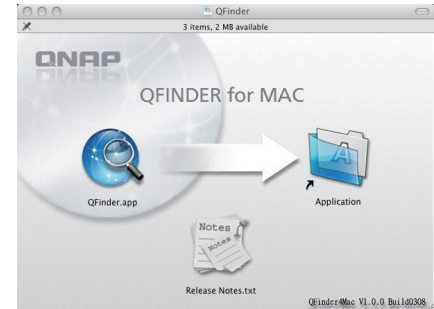 QFinder
3 items, 2 MB available
QNAP
QFINDER for MAC
A
QFinder.app
Application
Notes
Notes
Release Notes.txt
QFinder4Mac V1.0.0 Build0308